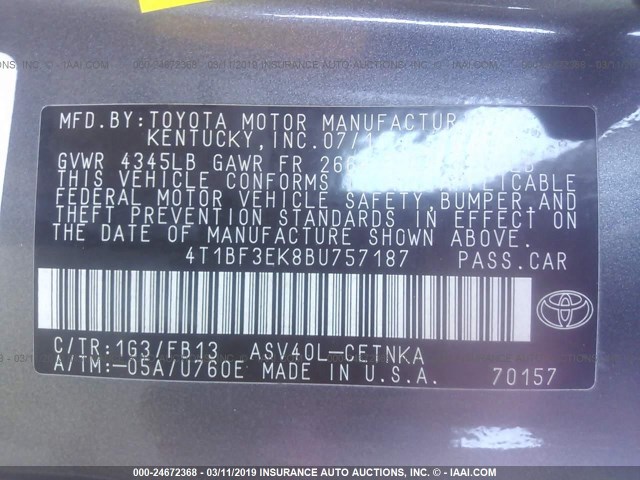 MFD.BY:TOYOTA MOTOR MANUFACTUR
KENTUCKY, INC.07/1
GVWR 4345LB GAWR FR
THIS VEHICLE CONFORMS
FEDERAL MOTOR VEHICLE SAFETY, BUMPER, AND
THEFT PREVENTION STANDARDS IN EFFECT ON
THE DATE OF MANUFACTURE SHOWN ABOVE.
4T1BF3EK8BU757187 PASS.CAR
C/TR:1G3/FB13 ASV40L-CETNKA
A/TM:-05A/U760E MADE IN U.S.A. 70157
000-24672368 - 03/11/2019 INSURANCE AUTO AUCTIONS - © - IAAI.COM